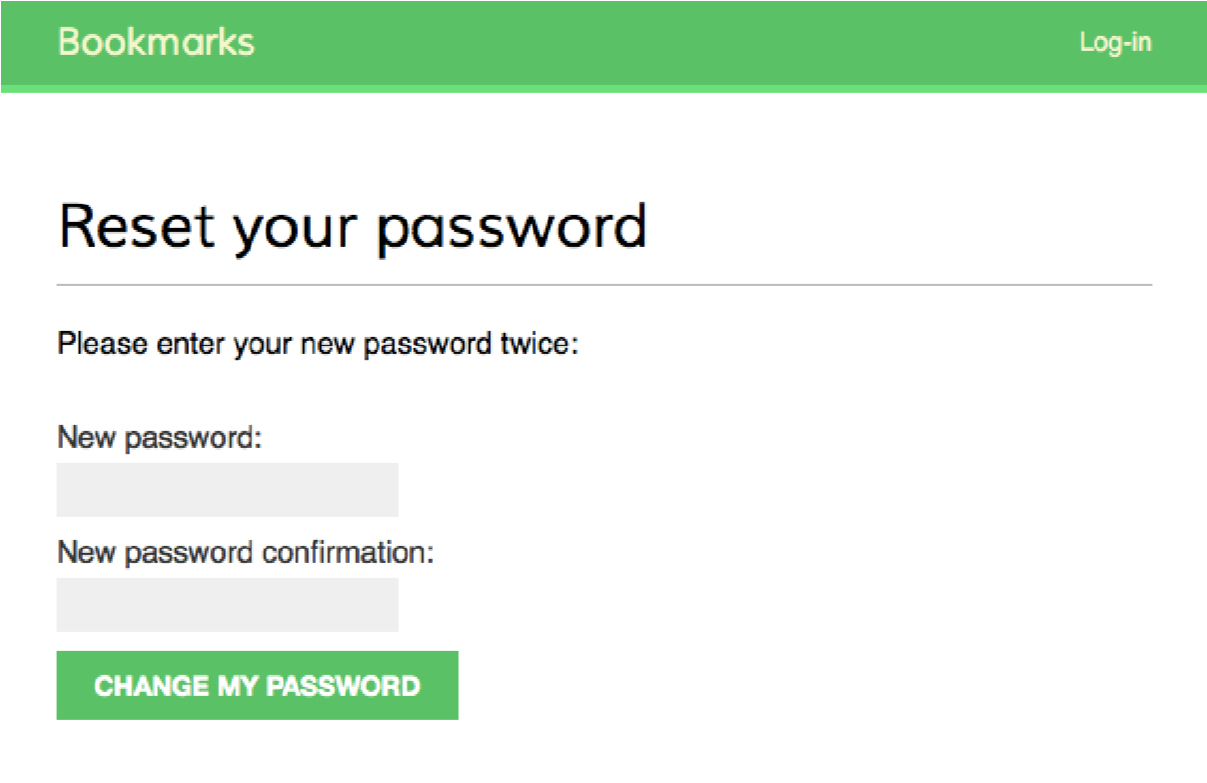 Bookmarks
Log-in
Reset your password
Please enter your new password twice:
New password:
New password confirmation:
CHANGE MY PASSWORD